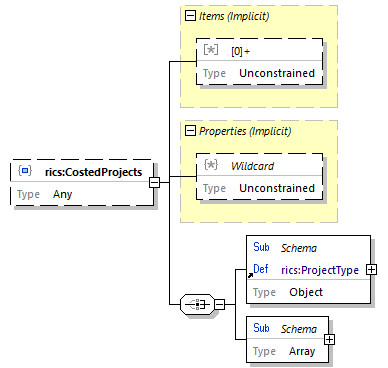 Items (Implicit)
[0]+
Type Unconstrained
Properties (Implicit)
Wildcard
Type Unconstrained
rics:CostedProjects
Type Any
Sub Schema
Def rics:ProjectType
Type Object
Sub Schema
Type Array